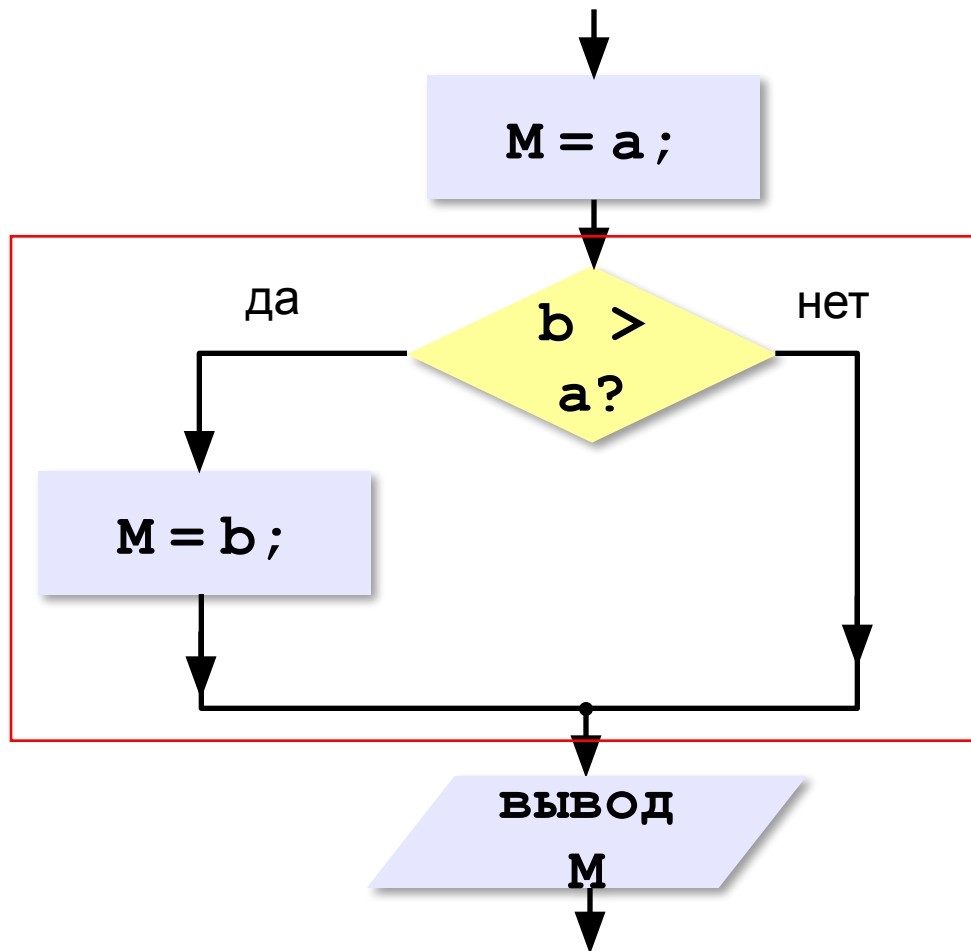 M = a;
да
b >
a?
нет
M = b;
вывод
M